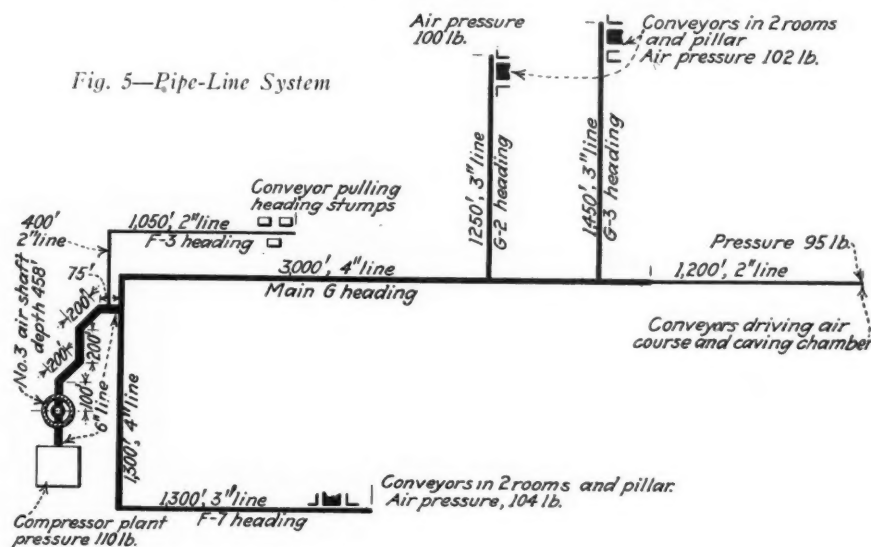 Fig. 5—Pipe-Line System
Air pressure
100 lb.
Conveyors in 2 rooms
and pillar
Air pressure 102 lb.
1250', 3" line
G-2 heading
1450', 3" line
G-3 heading
Conveyor pulling
heading stumps
400'
2" line
1,050', 2" line
F-3 heading
75'
3,000', 4" line
Main G heading
Pressure 95 lb.
1,200', 2" line
Conveyors driving air
course and caving chamber
No.3 air shaft
depth 458'
200'
200'
200'
100'
6" line
1,300', 4" line
1,300', 3" line
F-7 heading
Conveyors in 2 rooms and pillar.
Air pressure, 104 lb.
Compressor plant
pressure 110 lb.